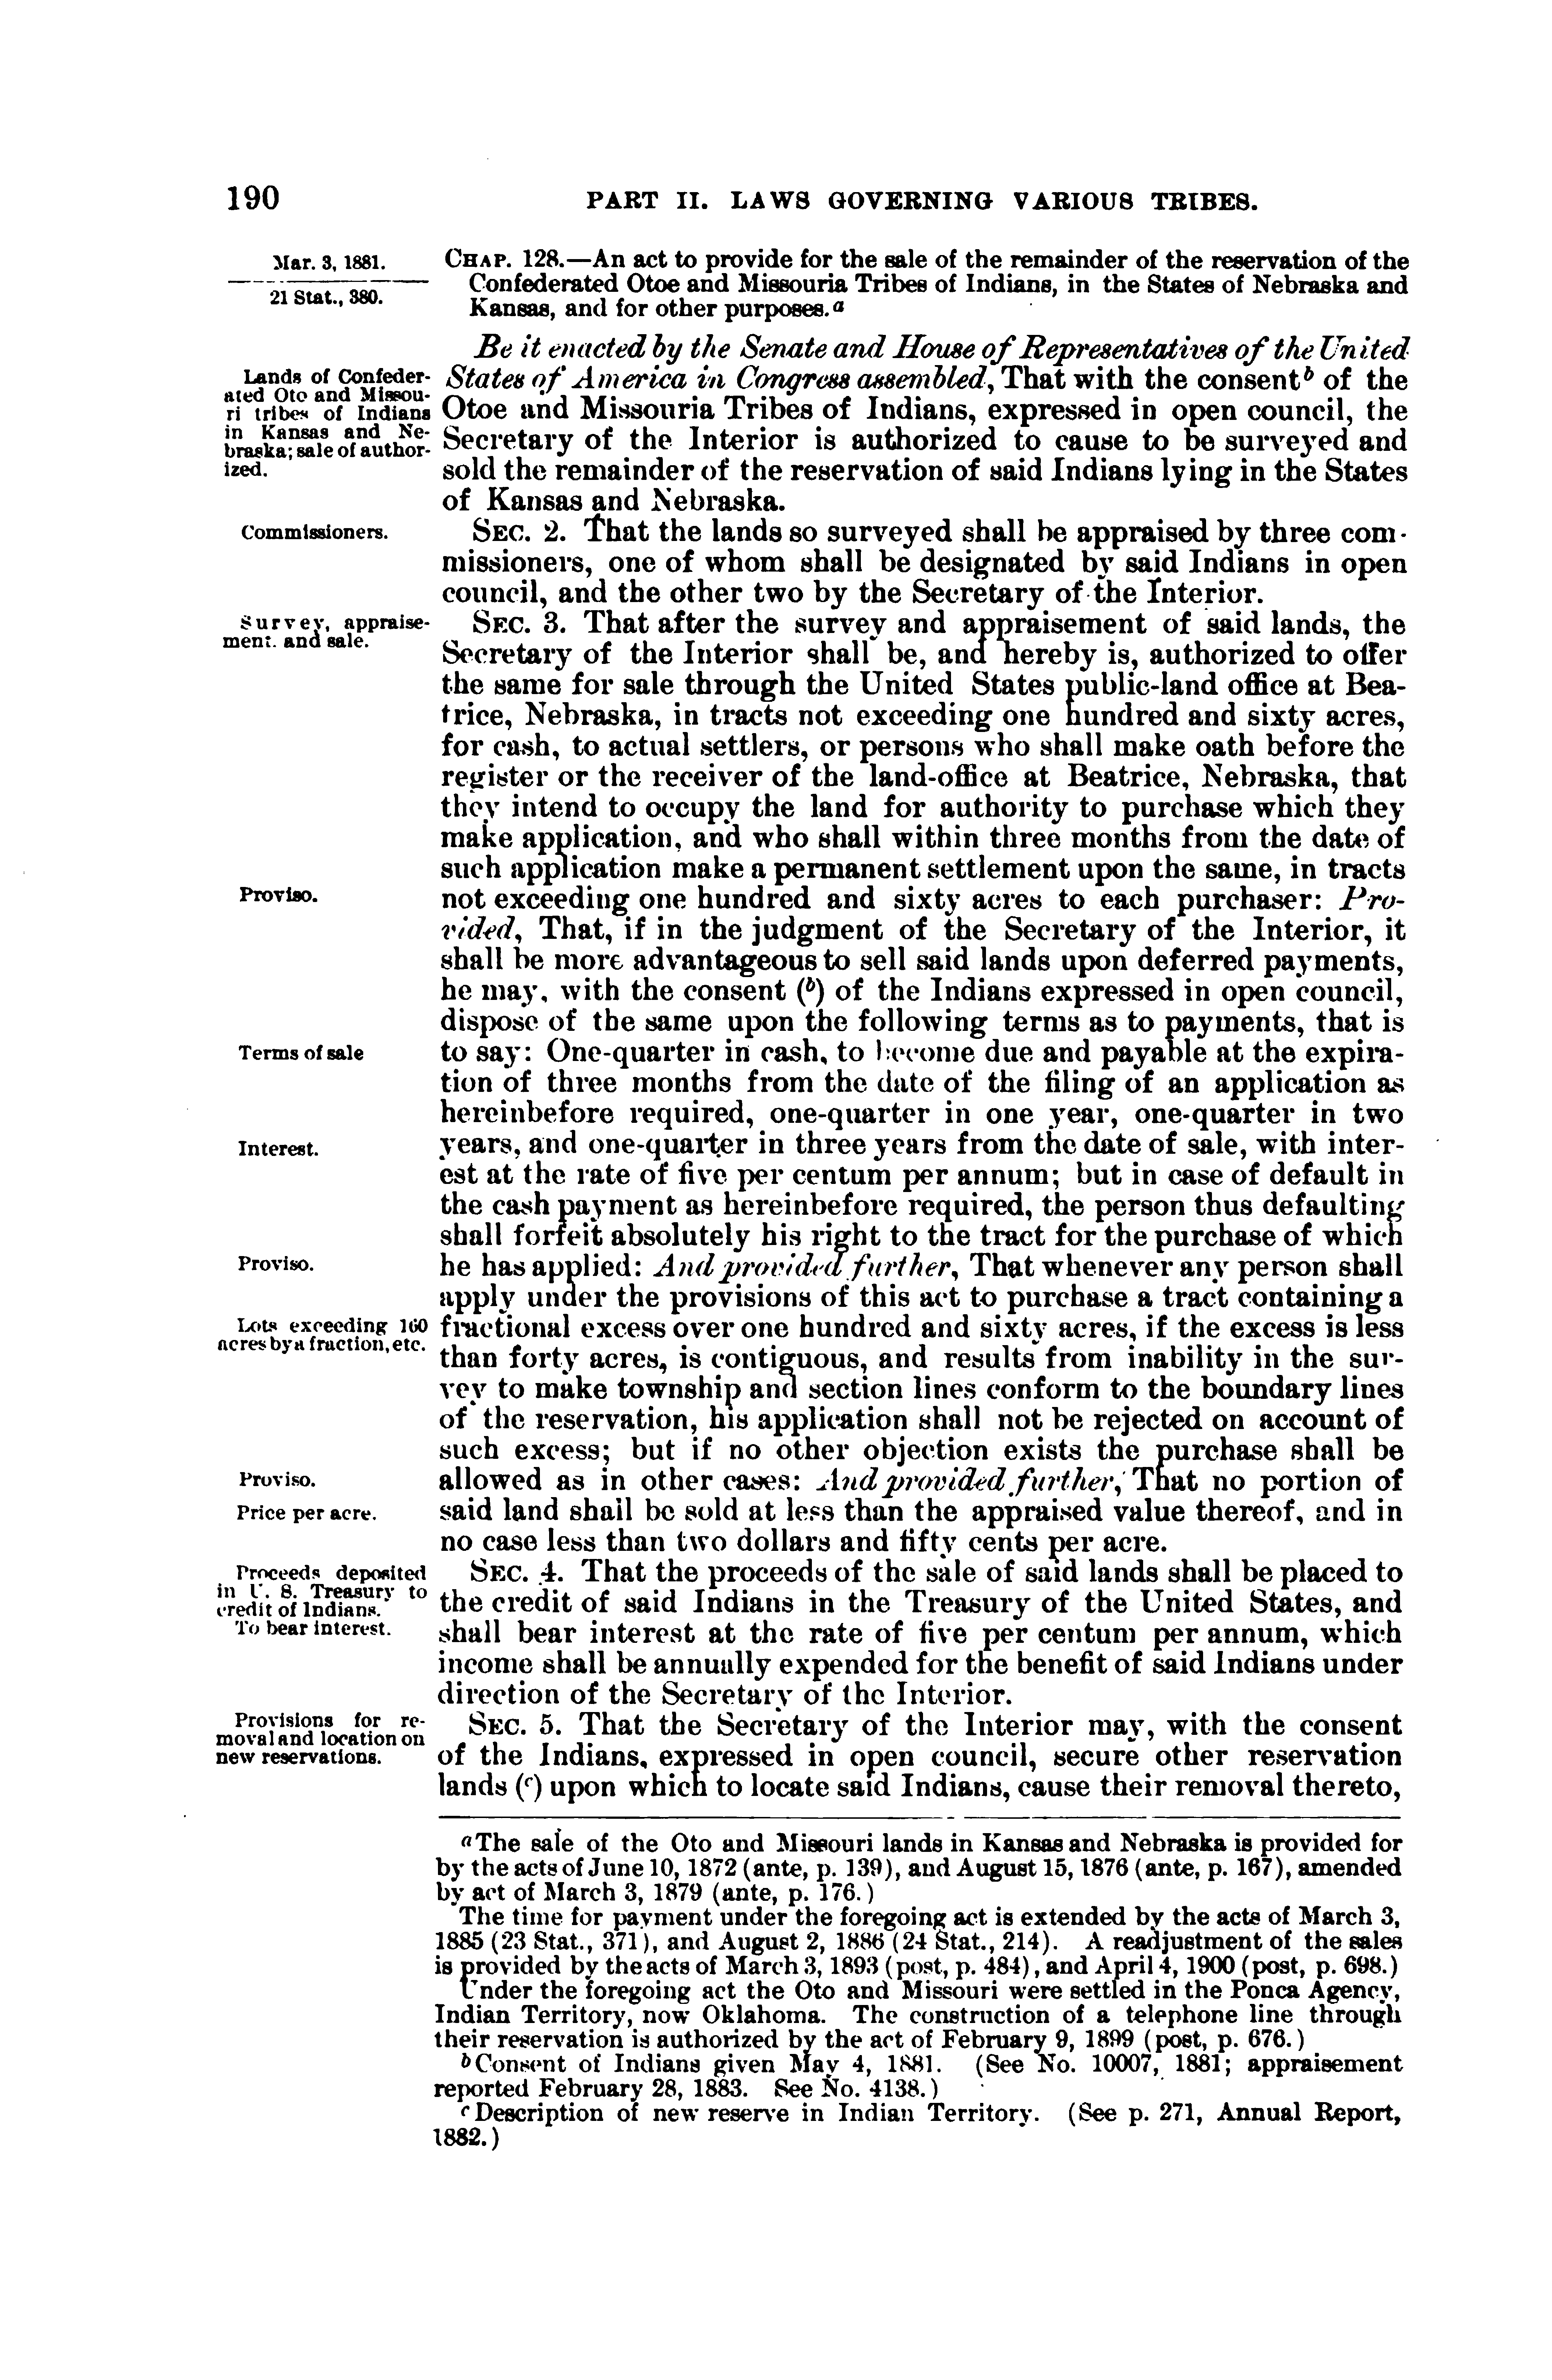 190
PART II. LAWS GOVERNING VARIOUS TRIBES.
Mar. 3, 1881.
21 Stat., 380.
CHAP. 128.—An act to provide for the sale of the remainder of the reservation of the
Confederated Otoe and Missouria Tribes of Indians, in the States of Nebraska and
Kansas, and for other purposes.a
Be it enacted by the Senate and House of Representatives of the United
Lands of Confeder-
ated Oto and Missou-
ri tribes of Indians
in Kansas and Ne-
braska; sale of author-
ized.
States of America in Congress assembled, That with the consent b of the
Otoe and Missouria Tribes of Indians, expressed in open council, the
Secretary of the Interior is authorized to cause to be surveyed and
sold the remainder of the reservation of said Indians lying in the States
of Kansas and Nebraska.
Commissioners.
SEC. 2. That the lands so surveyed shall be appraised by three com-
missioners, one of whom shall be designated by said Indians in open
council, and the other two by the Secretary of the Interior.
Survey, appraise-
ment. and sale.
SEC. 3. That after the survey and appraisement of said lands, the
Secretary of the Interior shall be, and hereby is, authorized to offer
the same for sale through the United States public-land office at Bea-
trice, Nebraska, in tracts not exceeding one hundred and sixty acres,
for cash, to actual settlers, or persons who shall make oath before the
register or the receiver of the land-office at Beatrice, Nebraska, that
they intend to occupy the land for authority to purchase which they
make application, and who shall within three months from the date of
such application make a permanent settlement upon the same, in tracts
Proviso.
not exceeding one hundred and sixty acres to each purchaser: Pro-
vided, That, if in the judgment of the Secretary of the Interior, it
shall be more advantageous to sell said lands upon deferred payments,
he may, with the consent (b) of the Indians expressed in open council,
dispose of the same upon the following terms as to payments, that is
Terms of sale
to say: One-quarter in cash, to become due and payable at the expira-
tion of three months from the date of the filing of an application as
hereinbefore required, one-quarter in one year, one-quarter in two
Interest.
years, and one-quarter in three years from the date of sale, with inter-
est at the rate of five per centum per annum; but in case of default in
the cash payment as hereinbefore required, the person thus defaulting
shall forfeit absolutely his right to the tract for the purchase of which
Proviso.
he has applied: And provided further, That whenever any person shall
apply under the provisions of this act to purchase a tract containing a
Lots exceeding 160
acres by a fraction, etc.
fractional excess over one hundred and sixty acres, if the excess is less
than forty acres, is contiguous, and results from inability in the sur-
vey to make township and section lines conform to the boundary lines
of the reservation, his application shall not be rejected on account of
such excess; but if no other objection exists the purchase shall be
Proviso.
allowed as in other cases: And provided further, That no portion of
Price per acre.
said land shall be sold at less than the appraised value thereof, and in
no case less than two dollars and fifty cents per acre.
Proceeds deposited
in U. S. Treasury to
credit of Indians.
To bear interest.
SEC. 4. That the proceeds of the sale of said lands shall be placed to
the credit of said Indians in the Treasury of the United States, and
shall bear interest at the rate of five per centum per annum, which
income shall be annually expended for the benefit of said Indians under
direction of the Secretary of the Interior.
Provisions for re-
moval and location on
new reservations.
SEC. 5. That the Secretary of the Interior may, with the consent
of the Indians, expressed in open council, secure other reservation
lands (c) upon which to locate said Indians, cause their removal thereto,
a The sale of the Oto and Missouri lands in Kansas and Nebraska is provided for
by the acts of June 10, 1872 (ante, p. 139), and August 15, 1876 (ante, p. 167), amended
by act of March 3, 1879 (ante, p. 176.)
The time for payment under the foregoing act is extended by the acts of March 3,
1885 (23 Stat., 371), and August 2, 1886 (24 Stat., 214). A readjustment of the sales
is provided by the acts of March 3, 1893 (post, p. 484), and April 4, 1900 (post, p. 698.)
Under the foregoing act the Oto and Missouri were settled in the Ponca Agency,
Indian Territory, now Oklahoma. The construction of a telephone line through
their reservation is authorized by the act of February 9, 1899 (post, p. 676.)
b Consent of Indians given May 4, 1881. (See No. 10007, 1881; appraisement
reported February 28, 1883. See No. 4138.)
c Description of new reserve in Indian Territory. (See p. 271, Annual Report,
1882.)